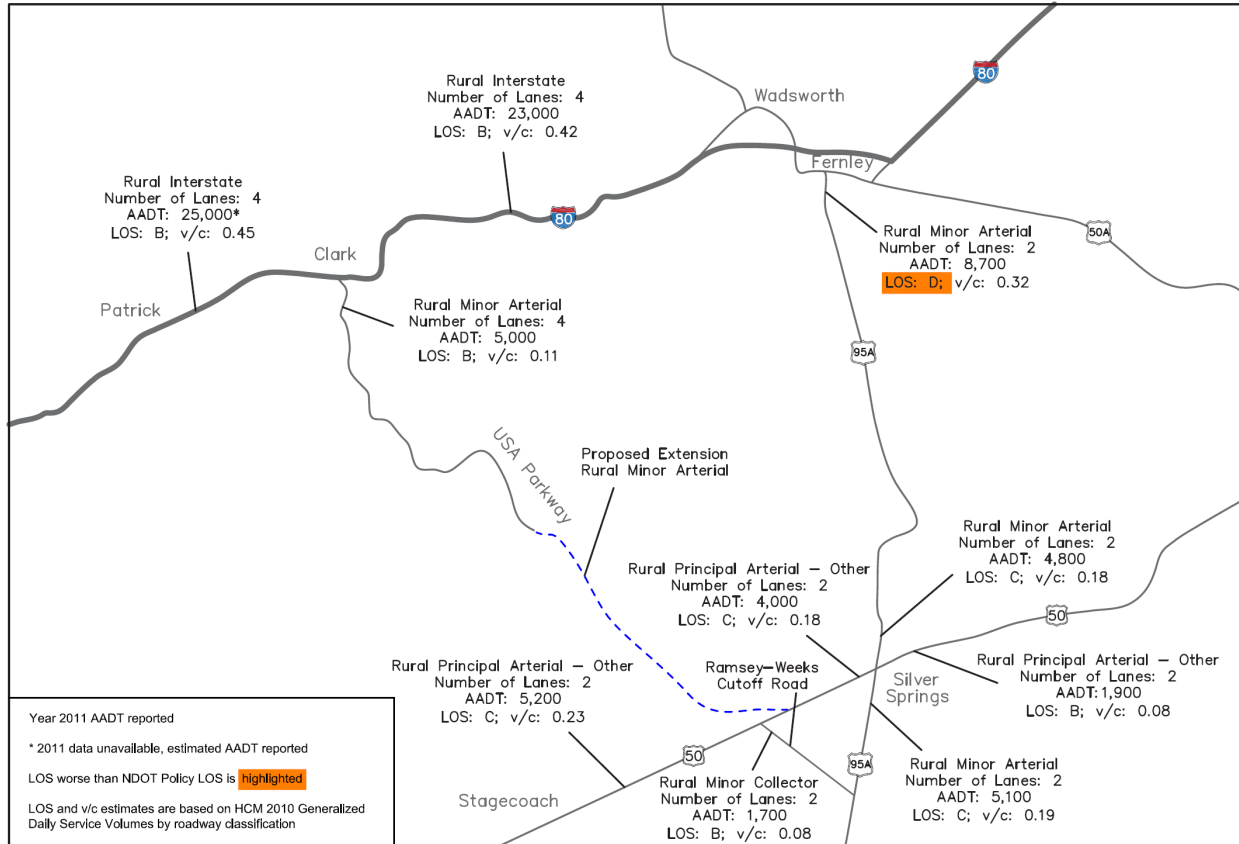 80
Wadsworth
Rural Interstate
Number of Lanes: 4
AADT: 23,000
LOS: B; v/c: 0.42
Fernley
Rural Interstate
Number of Lanes: 4
AADT: 25,000*
LOS: B; v/c: 0.45
80
50A
Rural Minor Arterial
Number of Lanes: 2
AADT: 8,700
LOS: D; v/c: 0.32
Clark
Patrick
Rural Minor Arterial
Number of Lanes: 4
AADT: 5,000
LOS: B; v/c: 0.11
95A
USA Parkway
Proposed Extension
Rural Minor Arterial
Rural Minor Arterial
Number of Lanes: 2
AADT: 4,800
LOS: C; v/c: 0.18
Rural Principal Arterial – Other
Number of Lanes: 2
AADT: 4,000
LOS: C; v/c: 0.18
50
Rural Principal Arterial – Other
Number of Lanes: 2
AADT: 5,200
LOS: C; v/c: 0.23
Ramsey–Weeks
Cutoff Road
Silver
Springs
Rural Principal Arterial – Other
Number of Lanes: 2
AADT:1,900
LOS: B; v/c: 0.08
50
95A
Stagecoach
Rural Minor Collector
Number of Lanes: 2
AADT: 1,700
LOS: B; v/c: 0.08
Rural Minor Arterial
Number of Lanes: 2
AADT: 5,100
LOS: C; v/c: 0.19
Year 2011 AADT reported
* 2011 data unavailable, estimated AADT reported
LOS worse than NDOT Policy LOS is highlighted
LOS and v/c estimates are based on HCM 2010 Generalized
Daily Service Volumes by roadway classification